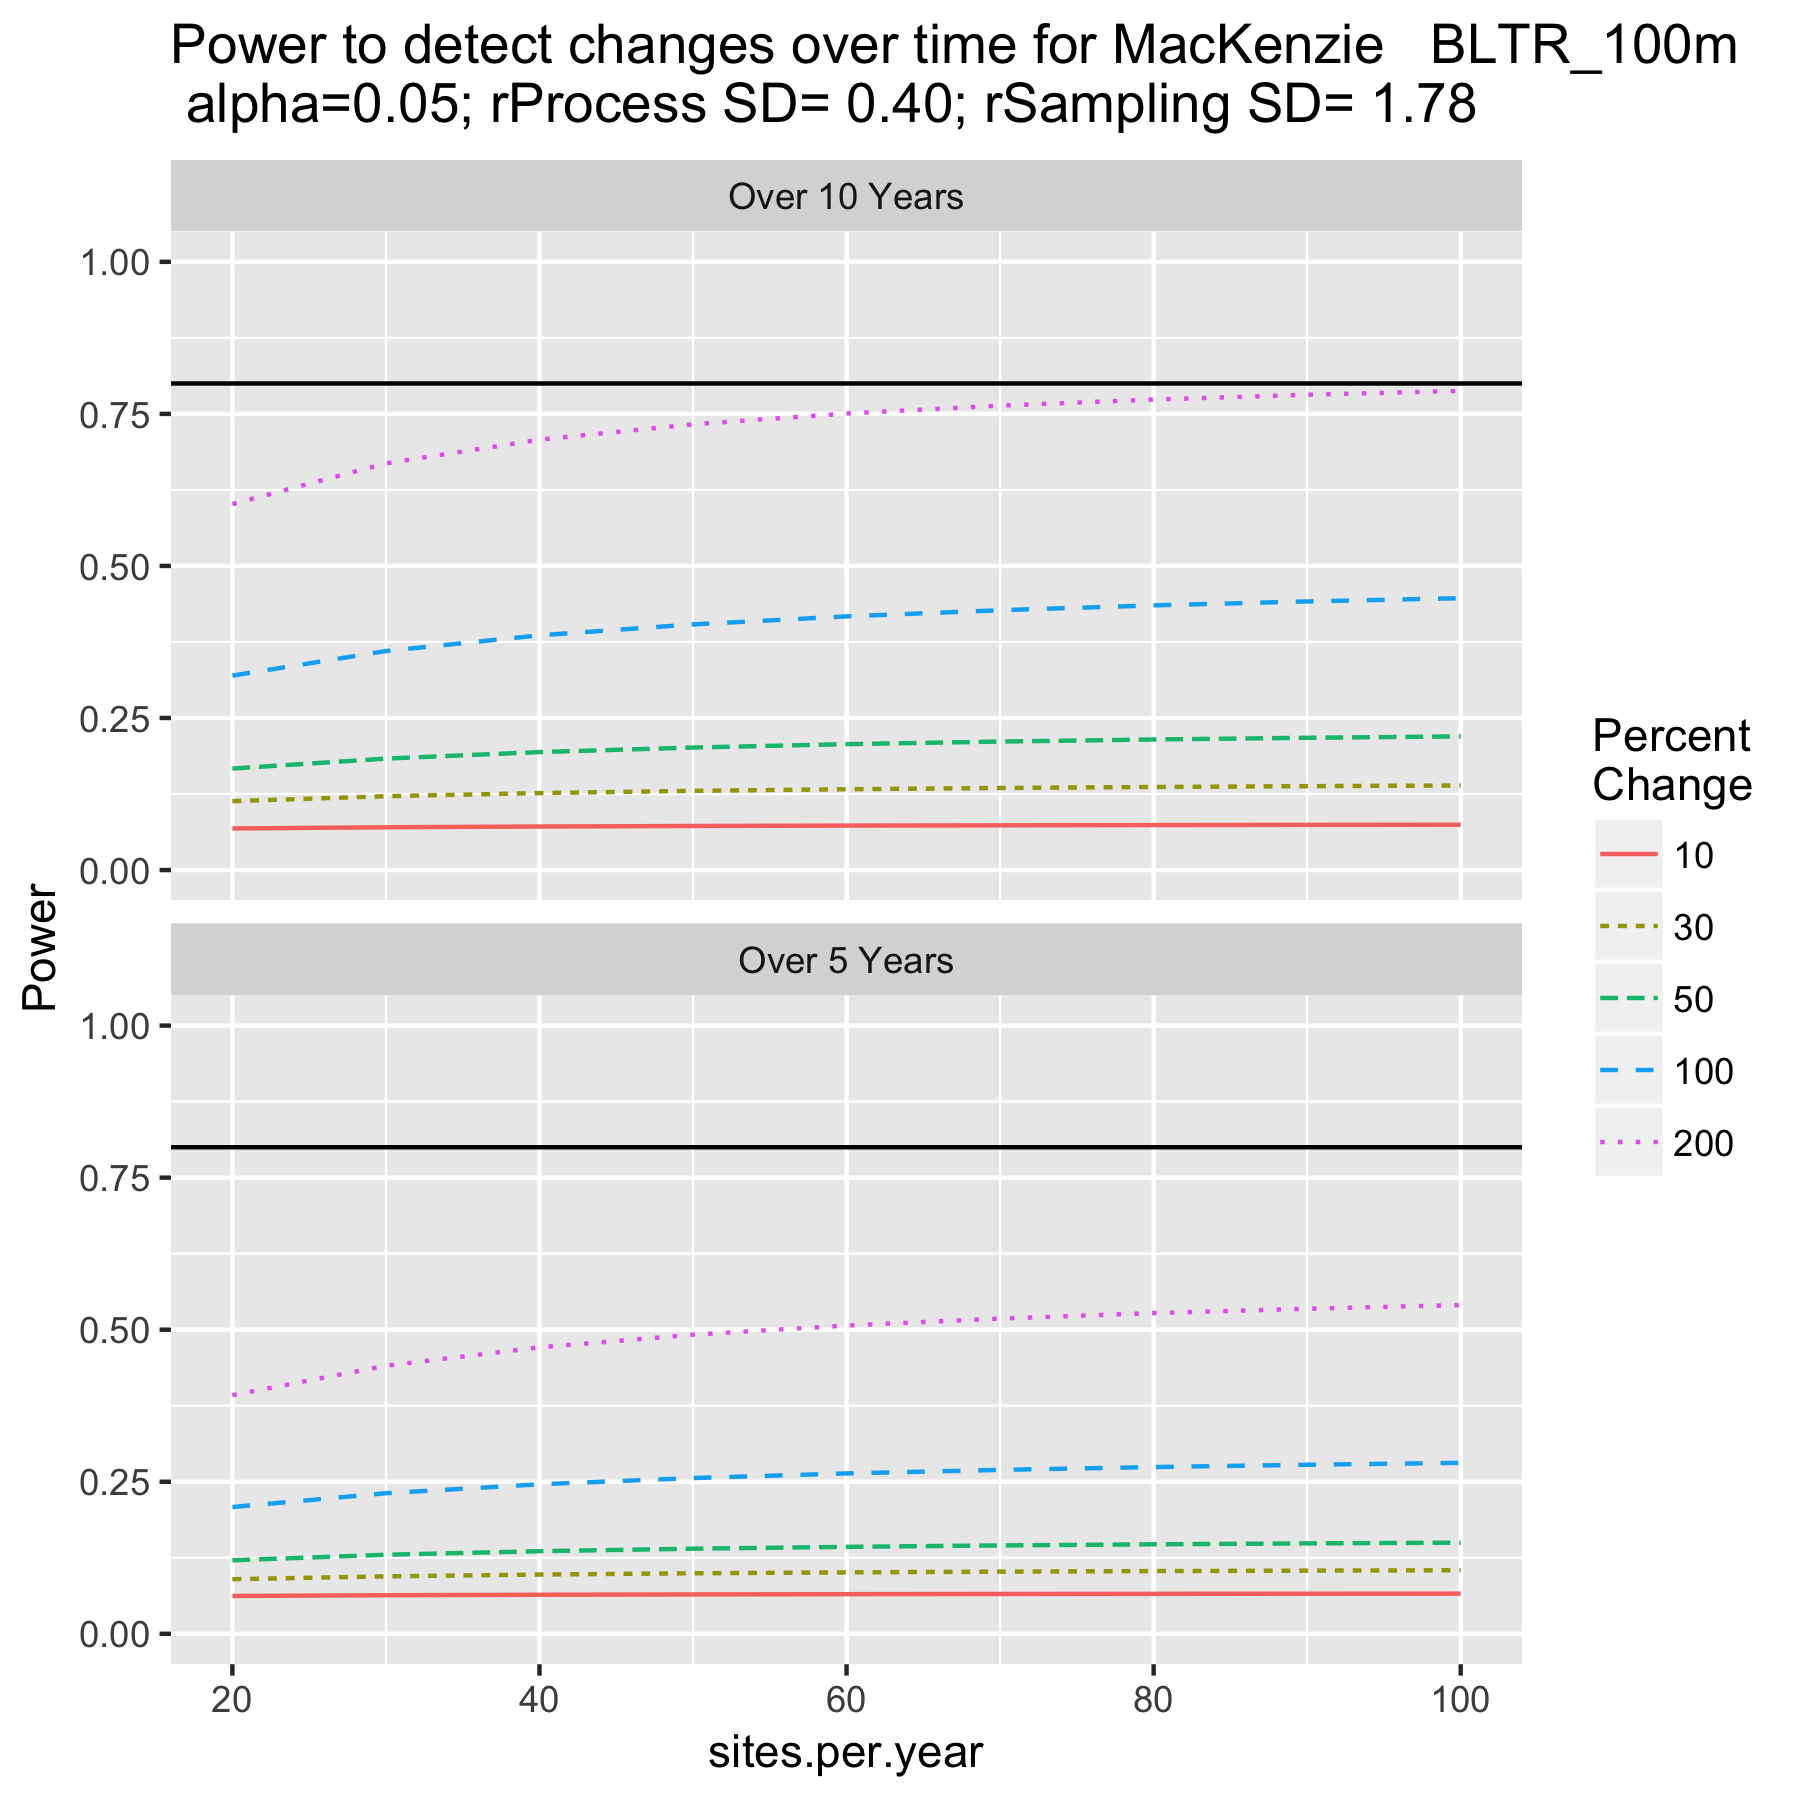 Power to detect changes over time for MacKenzie   BLTR_100m
alpha=0.05; rProcess SD= 0.40; rSampling SD= 1.78
Over 10 Years
1.00
0.75
0.50
0.25
0.00
Over 5 Years
1.00
0.75
0.50
0.25
0.00
Power
20 40 60 80 100
sites.per.year
Percent
Change
10
30
50
100
200